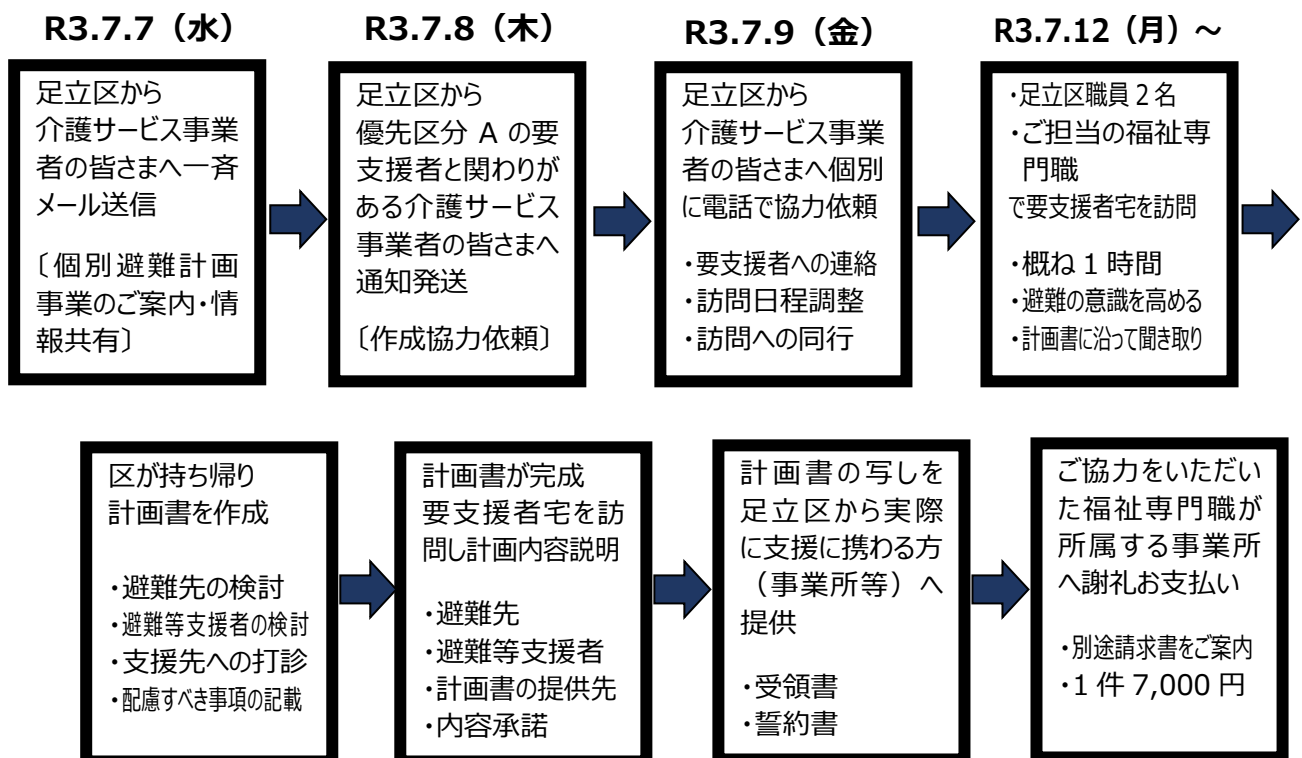 R3.7.7（水）
足立区から
介護サービス事業
者の皆さまへ一斉
メール送信
〔個別避難計画
事業のご案内・情
報共有〕
R3.7.8（木）
足立区から
優先区分 A の要
支援者と関わりが
ある介護サービス
事業者の皆さまへ
通知発送
〔作成協力依頼〕
R3.7.9（金）
足立区から
介護サービス事業
者の皆さまへ個別
に電話で協力依頼
・要支援者への連絡
・訪問日程調整
・訪問への同行
R3.7.12（月）～
・足立区職員 2 名
・ご担当の福祉専
門職
で要支援者宅を訪問
・概ね 1 時間
・避難の意識を高める
・計画書に沿って聞き取り
区が持ち帰り
計画書を作成
・避難先の検討
・避難等支援者の検討
・支援先への打診
・配慮すべき事項の記載
計画書が完成
要支援者宅を訪
問し計画内容説明
・避難先
・避難等支援者
・計画書の提供先
・内容承諾
計画書の写しを
足立区から実際
に支援に携わる方
（事業所等）へ
提供
・受領書
・誓約書
ご協力をいただい
た福祉専門職が
所属する事業所
へ謝礼お支払い
・別途請求書をご案内
・1 件 7,000 円